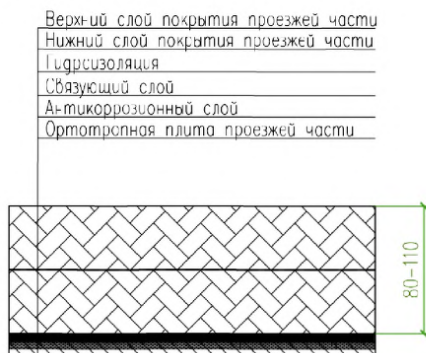 Верхний слой покрытия проезжей части
Нижний слой покрытия проезжей части
Гидроизоляция
Связующий слой
Антикоррозионный слой
Ортотропная плита проезжей части
80-110